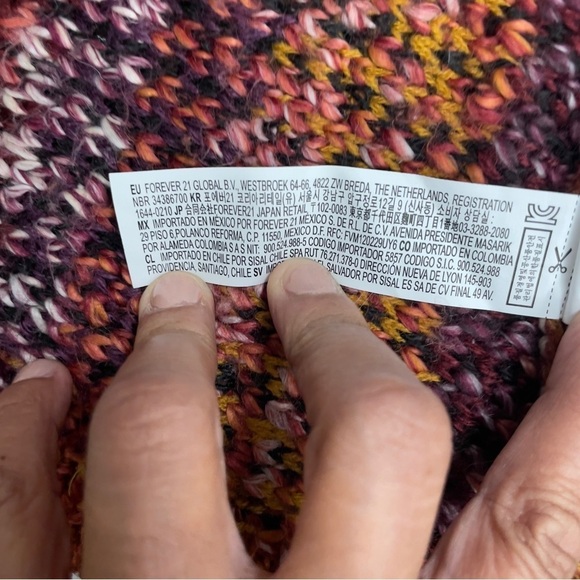 EU FOREVER 21 GLOBAL B.V., WESTBROEK 64-66, 4822 ZW BREDA, THE NETHERLANDS, REGISTRATION
NBR 34386700 KR 포에버21 코리아리테일(유) 서울시 강남구 압구정로12길 9 (신사동) 소비자 상담실 :
1644-0210 JP 合同会社FOREVER21 JAPAN RETAIL, 〒102-0083 東京都千代田区麹町四丁目1番地 03-3288-2080
MX IMPORTADO EN MÉXICO POR FOREVER 21 MEXICO S. DE R.L. DE C.V. AVENIDA PRESIDENTE MASARIK
29 PISO 6,POLANCO REFORMA, C.P. 11550, MEXICO D.F. RFC. FVM120229UY6 CO IMPORTADO EN COLOMBIA
POR ALAMEDA COLOMBIA S A S NIT. 900.524.988-5 CODIGO IMPORTADOR 5857 CODIGO S.I.C. 900.524.988
CL IMPORTADO EN CHILE POR SISAL CHILE SPA RUT 76.271.378-0 DIRECCIÓN NUEVA DE LYON 145-903
PROVIDENCIA, SANTIAGO, CHILE SV SALVADOR POR SISAL ES SA DE CV FINAL 49 AV.